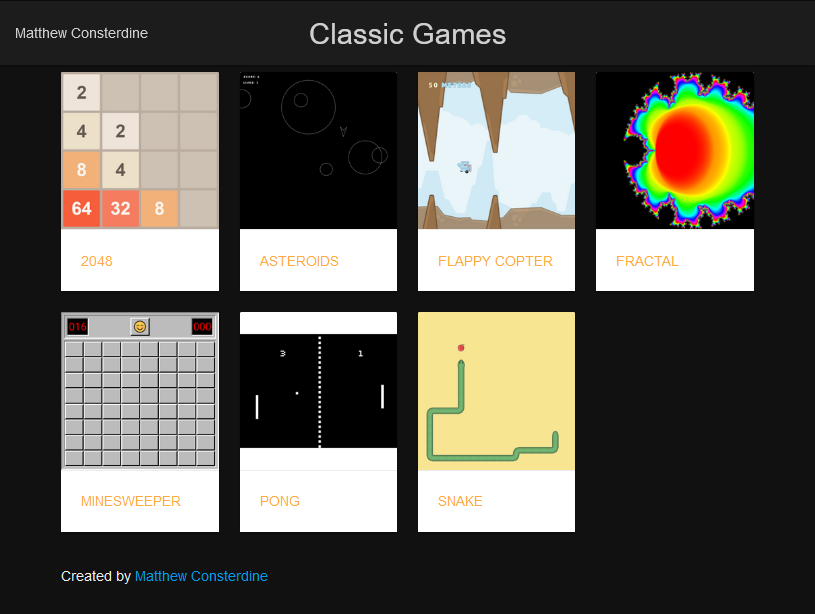 Matthew Consterdine
Classic Games
2
4 2
8 4
64 32 8
50 METERS
2048
ASTEROIDS
FLAPPY COPTER
FRACTAL
016 000
3 1
MINESWEEPER
PONG
SNAKE
Created by Matthew Consterdine